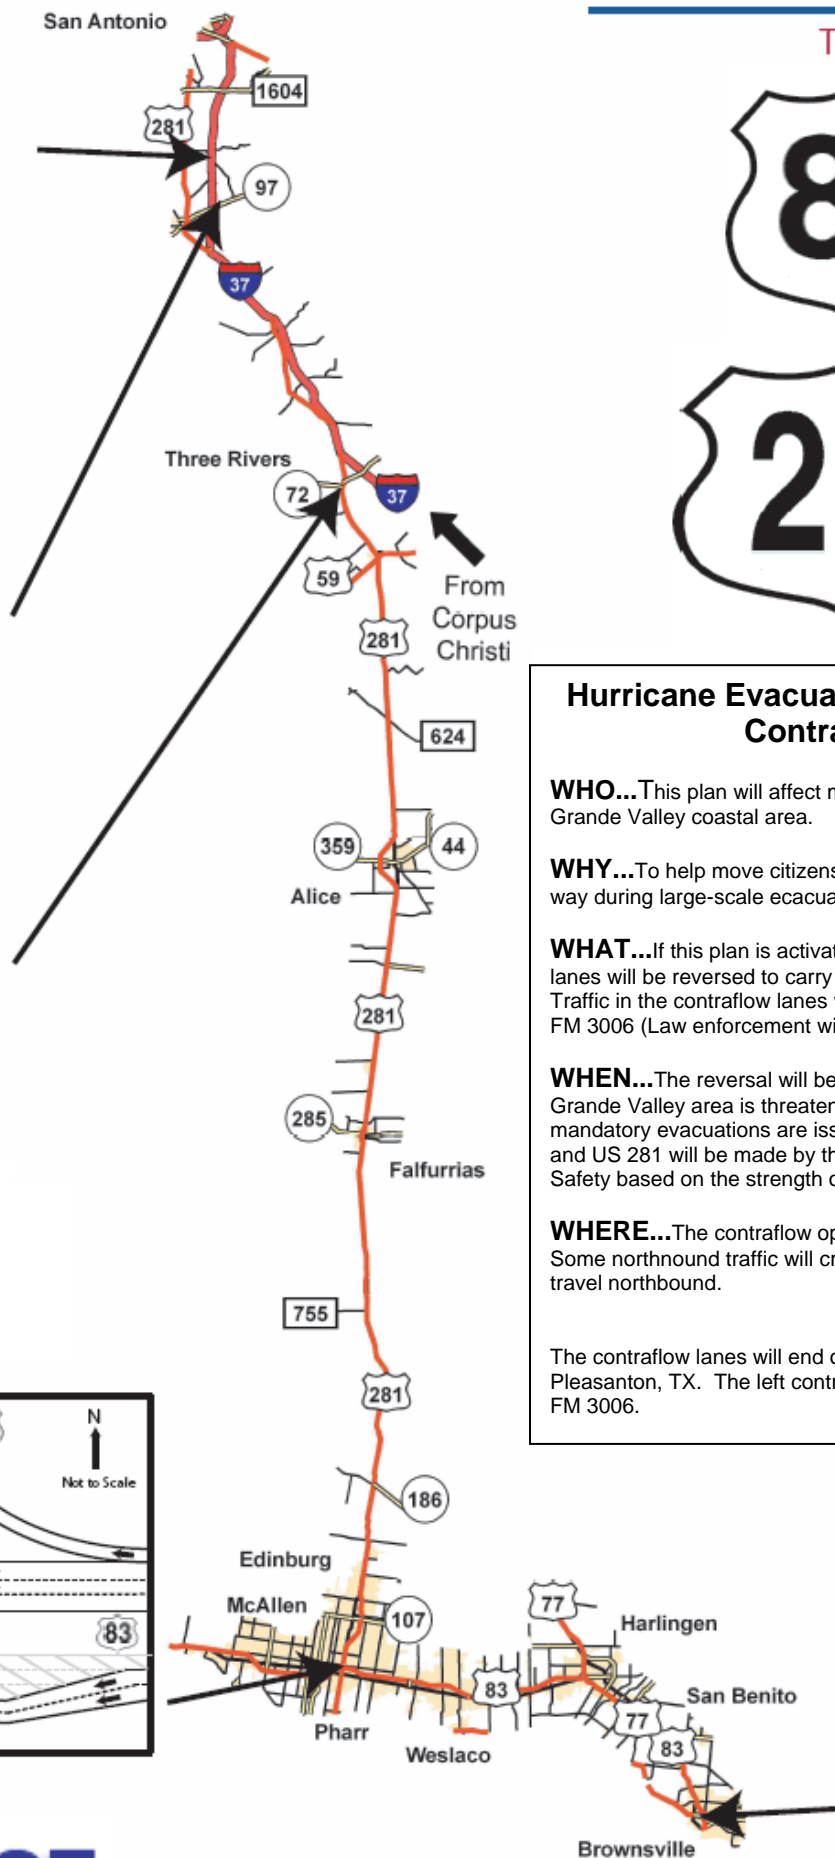 San Antonio
T
1604
281
8
97
37
2
Three Rivers
72
37
59
From
Corpus
Christi
281
624
359
44
Alice
281
285
Falfurrias
755
281
186
Edinburg
McAllen
107
77
Harlingen
83
San Benito
77
83
Pharr
Weslaco
Brownsville
Hurricane Evacua
Contra
WHO...This plan will affect m
Grande Valley coastal area.
WHY...To help move citizens
way during large-scale ecacua
WHAT...If this plan is activat
lanes will be reversed to carry
Traffic in the contraflow lanes
FM 3006 (Law enforcement wi
WHEN...The reversal will be
Grande Valley area is threaten
mandatory evacuations are iss
and US 281 will be made by th
Safety based on the strength o
WHERE...The contraflow op
Some northnound traffic will cr
travel northbound.
The contraflow lanes will end o
Pleasanton, TX. The left contr
FM 3006.
N
Not to Scale
83